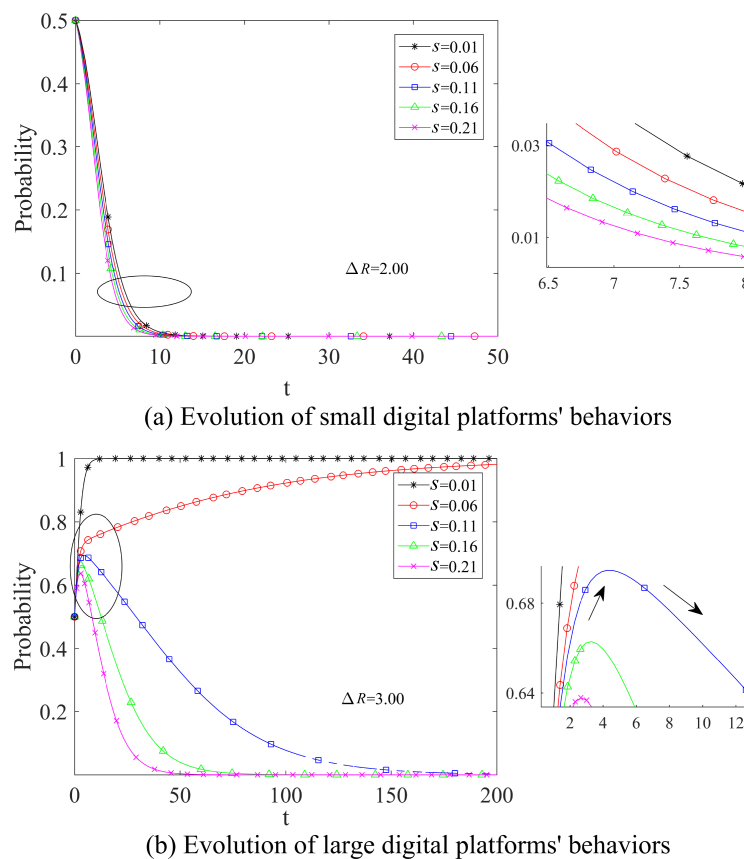 0.5
0.4
0.3
0.2
0.1
Probability
s=0.01
s=0.06
s=0.11
s=0.16
s=0.21
ΔR=2.00
0 10 20 30 40 50
t
0.03
0.01
6.5 7 7.5 8
(a) Evolution of small digital platforms' behaviors
1
0.8
0.6
0.4
0.2
0
Probability
s=0.01
s=0.06
s=0.11
s=0.16
s=0.21
ΔR=3.00
0 50 100 150 200
t
0.68
0.64
2 4 6 8 10 12
(b) Evolution of large digital platforms' behaviors